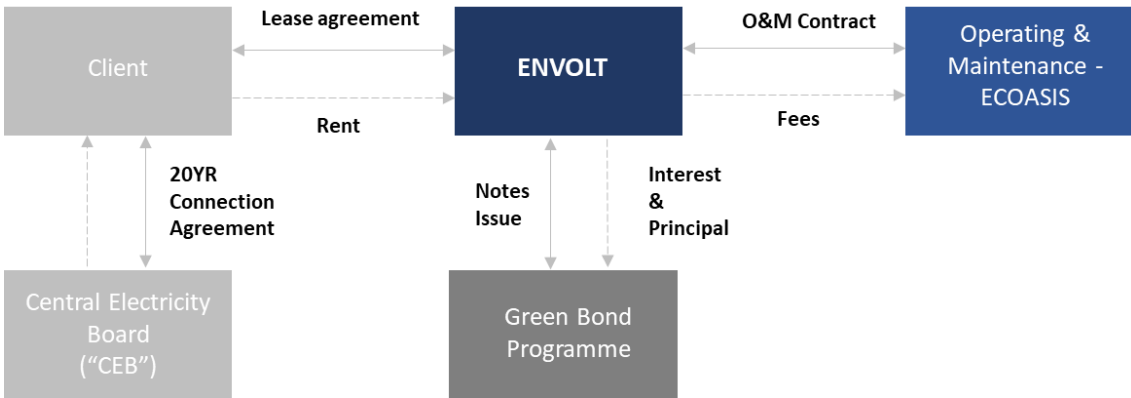 Lease agreement
O&M Contract
Client
ENVOLT
Operating &
Maintenance -
ECOASIS
Rent
Fees
20YR
Connection
Agreement
Notes
Issue
Interest
&
Principal
Central Electricity
Board
(“CEB”)
Green Bond
Programme